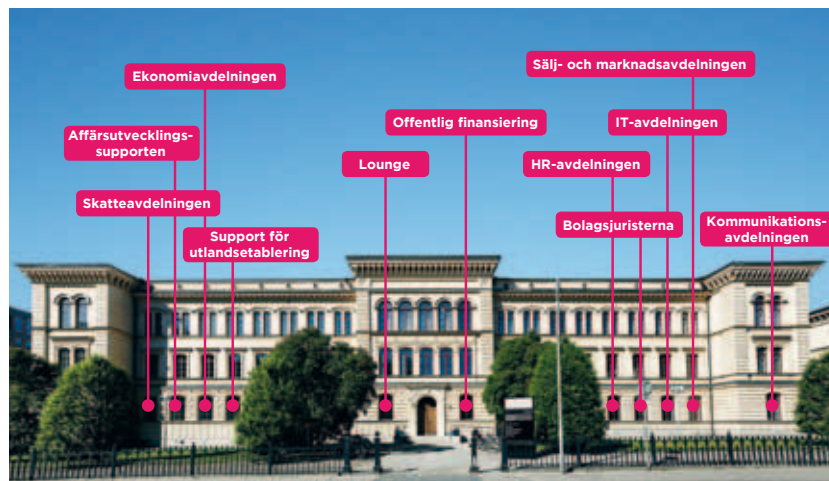 Sälj- och marknadsavdelningen
Ekonomiavdelningen
Offentlig finansiering
IT-avdelningen
Affärsutvecklings-
supporten
Lounge
HR-avdelningen
Skatteavdelningen
Bolagsjuristerna
Kommunikations-
avdelningen
Support för
utlandsetablering